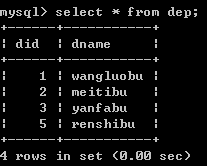 mysql> select * from dep;
+-----+-----------+
| did | dname     |
+-----+-----------+
|   1 | wangluobu |
|   2 | meitibu   |
|   3 | yanfabu   |
|   5 | renshibu  |
+-----+-----------+
4 rows in set (0.00 sec)